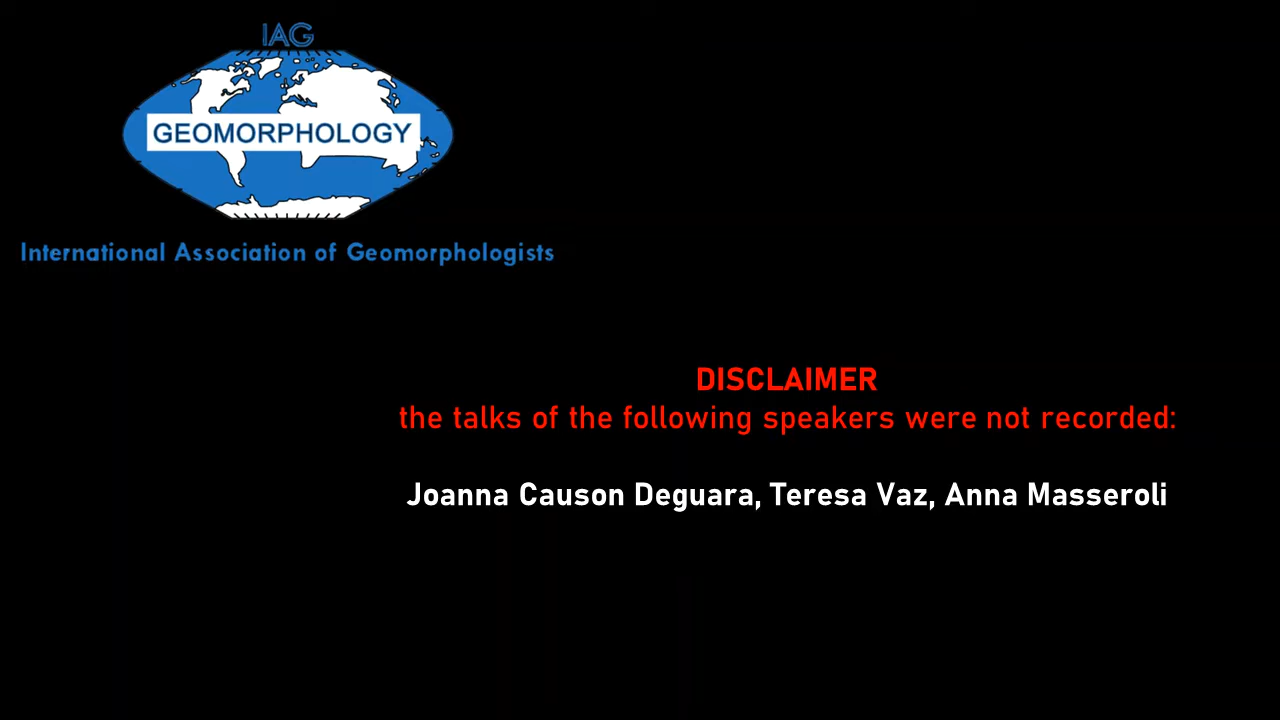 IAG
GEOMORPHOLOGY
International Association of Geomorphologists
DISCLAIMER
the talks of the following speakers were not recorded:
Joanna Causon Deguara, Teresa Vaz, Anna Masseroli